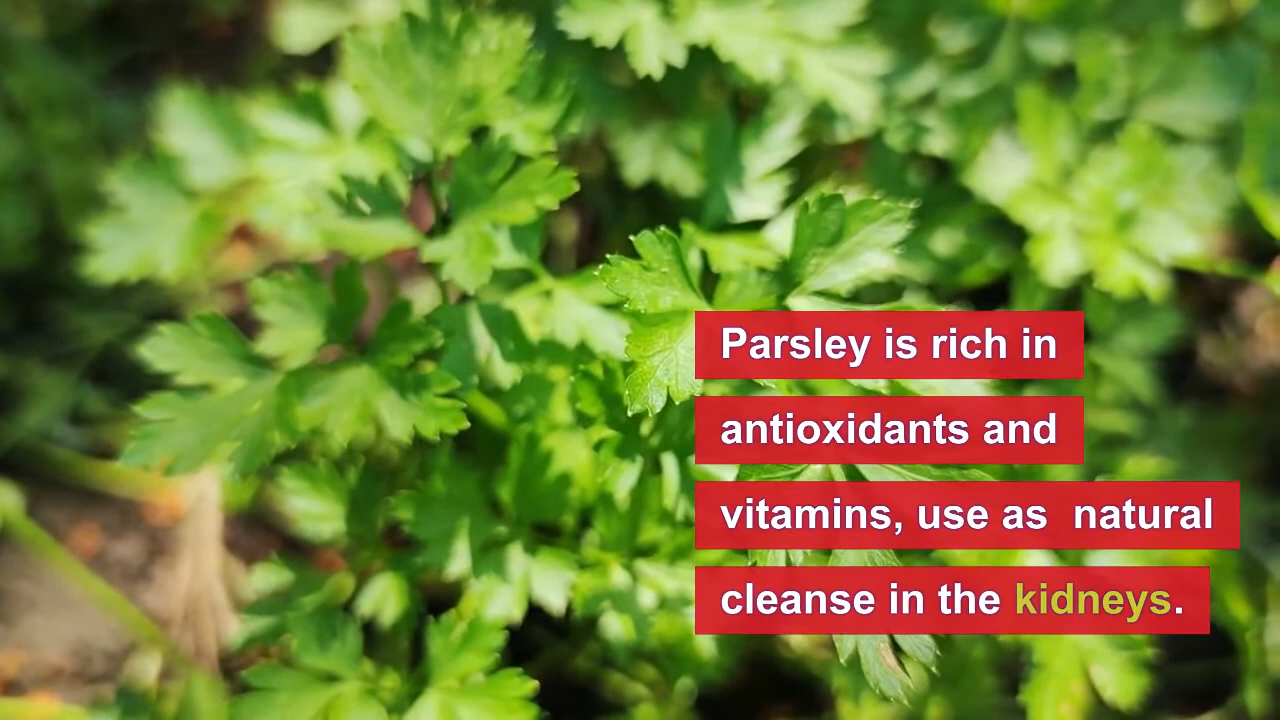 Parsley is rich in
antioxidants and
vitamins, use as  natural
cleanse in the kidneys.